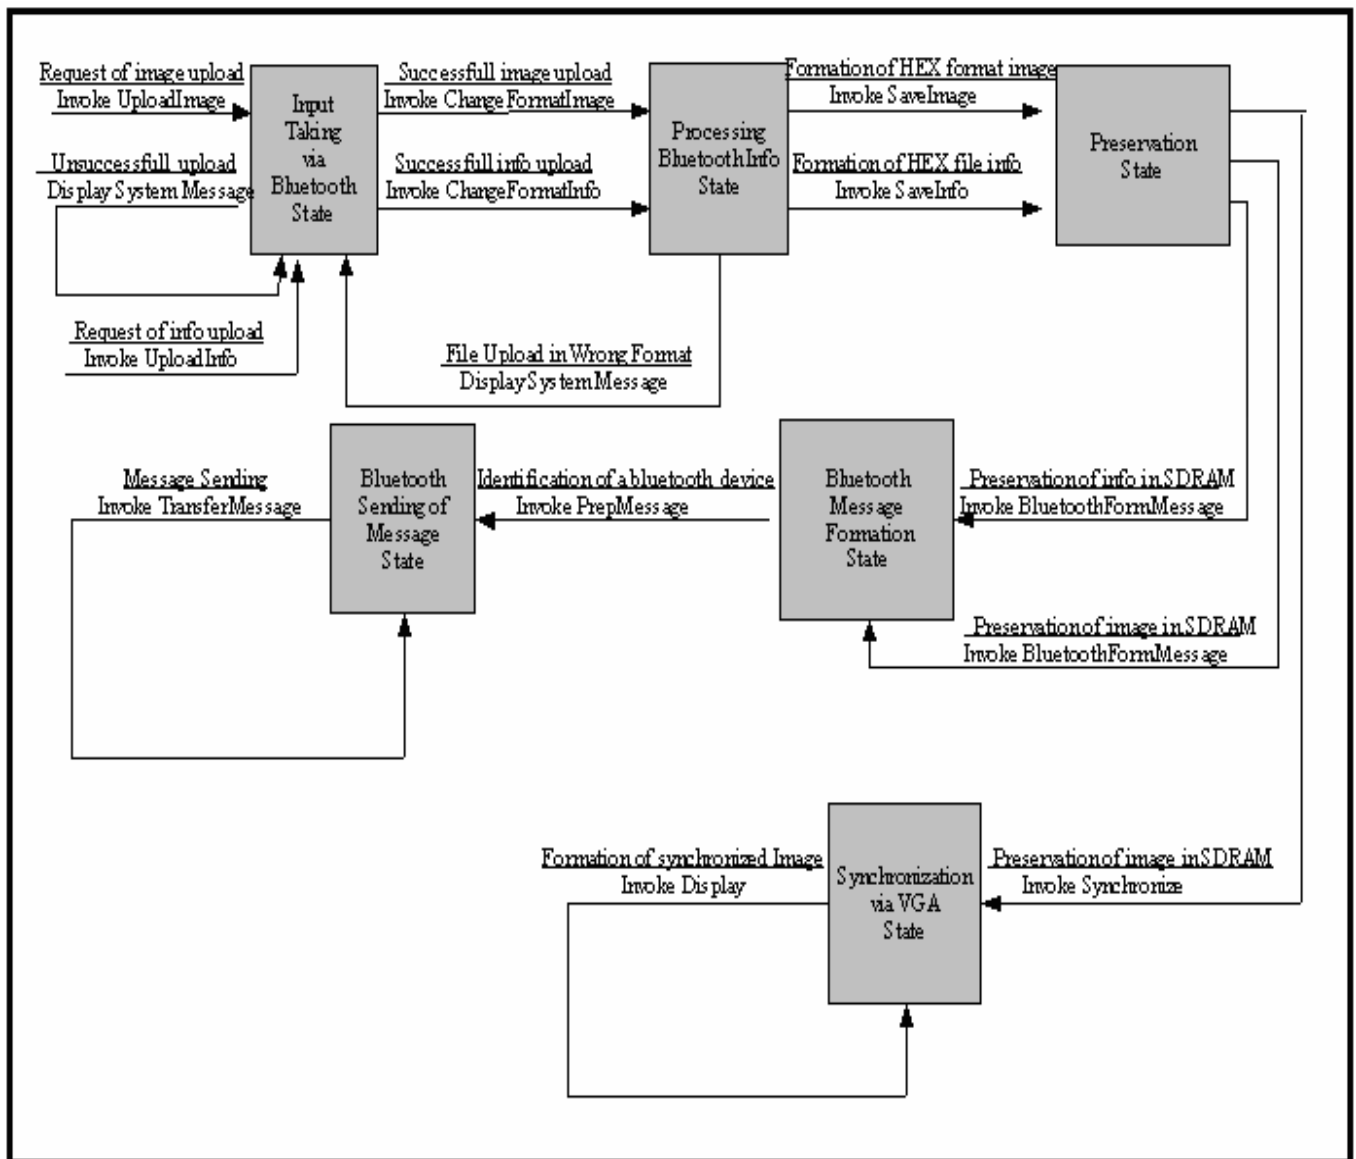 Request of image upload
Invoke UploadImage
Unsuccessfull upload
Display System Message
Input
Taking
via
Bluetooth
State
Successfull image upload
Invoke ChangeFormatImage
Successfull info upload
Invoke ChangeFormatInfo
Processing
BluetoothInfo
State
Formation of HEX format image
Invoke SaveImage
Formation of HEX file info
Invoke SaveInfo
Preservation
State
Request of info upload
Invoke UploadInfo
File Upload in Wrong Format
Display System Message
Message Sending
Invoke TransferMessage
Bluetooth
Sending of
Message
State
Identification of a bluetooth device
Invoke PrepMessage
Bluetooth
Message
Formation
State
Preservation of info in SDRAM
Invoke BluetoothFormMessage
Preservation of image in SDRAM
Invoke BluetoothFormMessage
Formation of synchronized Image
Invoke Display
Synchronization
via VGA
State
Preservation of image in SDRAM
Invoke Synchronize